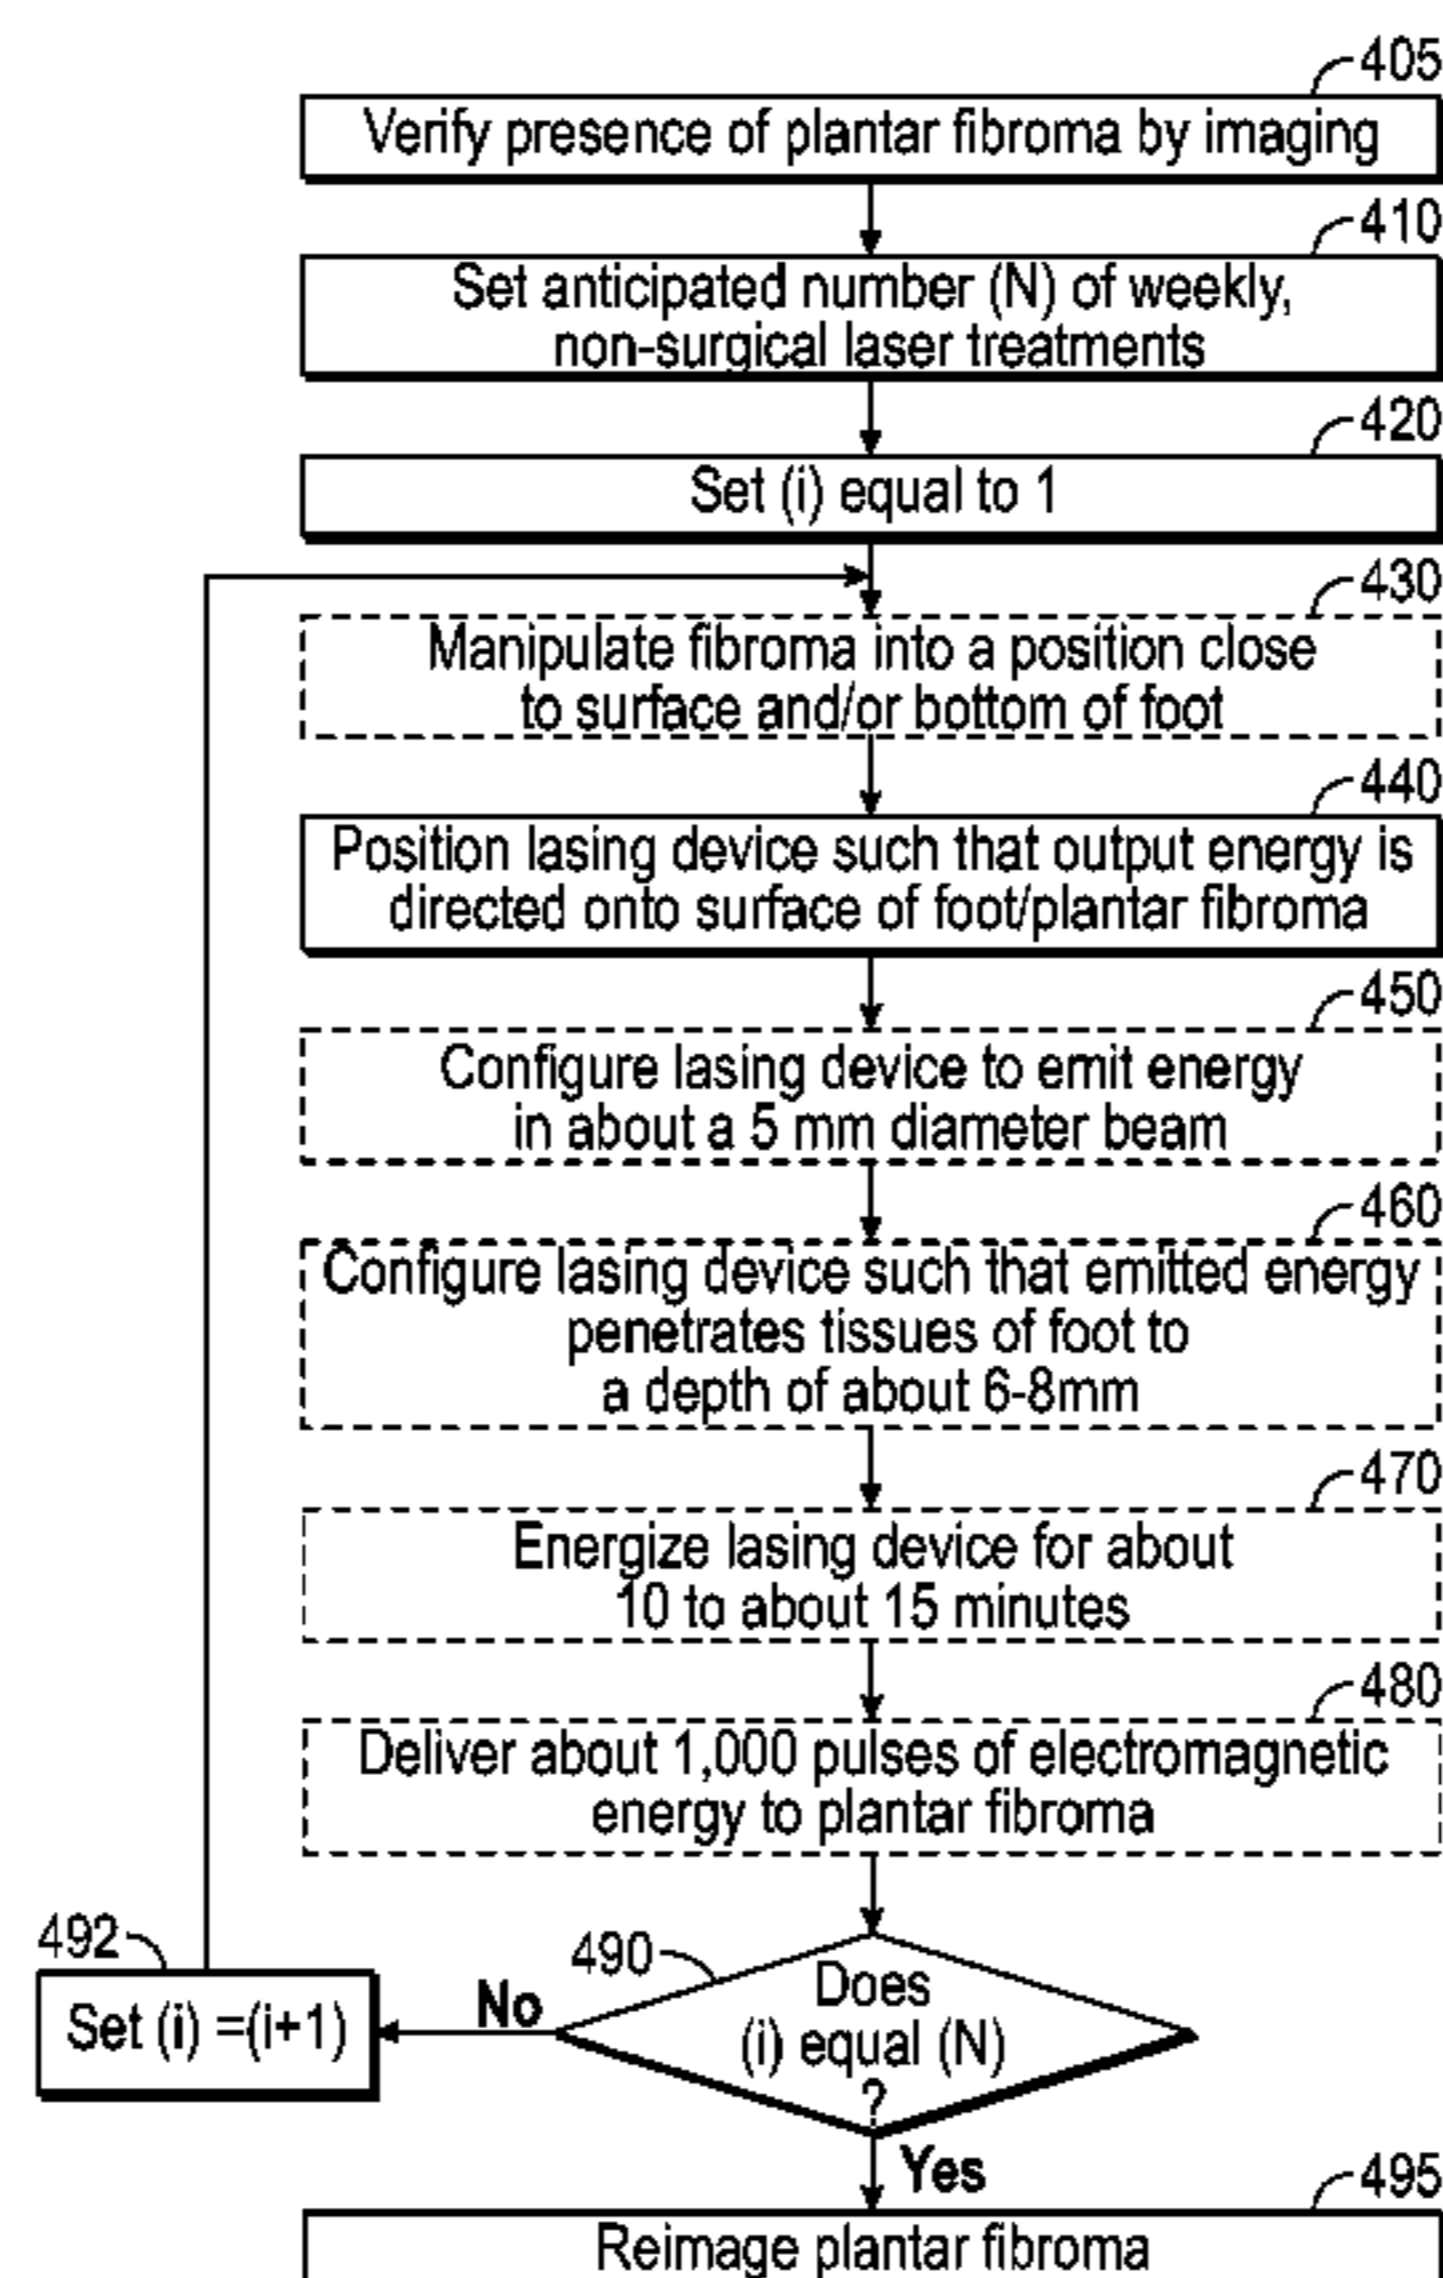 405
Verify presence of plantar fibroma by imaging
410
Set anticipated number (N) of weekly,
non-surgical laser treatments
420
Set (i) equal to 1
430
Manipulate fibroma into a position close
to surface and/or bottom of foot
440
Position lasing device such that output energy is
directed onto surface of foot/plantar fibroma
450
Configure lasing device to emit energy
in about a 5 mm diameter beam
460
Configure lasing device such that emitted energy
penetrates tissues of foot to
a depth of about 6-8mm
470
Energize lasing device for about
10 to about 15 minutes
480
Deliver about 1,000 pulses of electromagnetic
energy to plantar fibroma
490
Does
(i) equal (N)
?
No
492
Set (i) =(i+1)
Yes
495
Reimage plantar fibroma